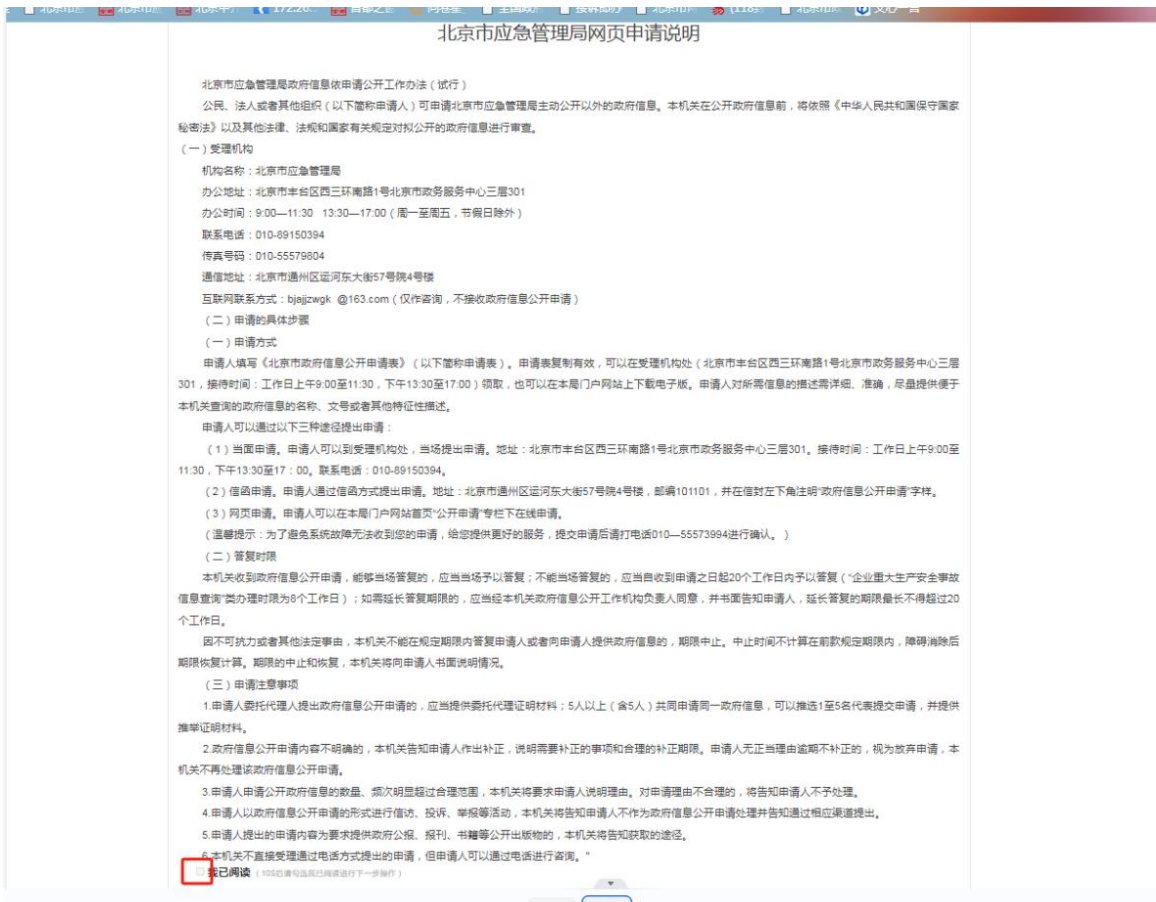 172.20...
(118条
北京市应急管理局网页申请说明
北京市应急管理局政府信息依申请公开工作办法（试行）
公民、法人或者其他组织（以下简称申请人）可申请北京市应急管理局主动公开以外的政府信息。本机关在公开政府信息前，将依照《中华人民共和国保守国家
秘密法》以及其他法律、法规和国家有关规定对拟公开的政府信息进行审查。
（一）受理机构
机构名称：北京市应急管理局
办公地址：北京市丰台区西三环南路1号北京市政务服务中心三层301
办公时间：9:00—11:30 13:30—17:00（周一至周五，节假日除外）
联系电话：010-89150394
传真号码：010-55579804
通信地址：北京市通州区运河东大街57号院4号楼
互联网联系方式：bjajjzwgk @163.com（仅作咨询，不接收政府信息公开申请）
（二）申请的具体步骤
（一）申请方式
申请人填写《北京市政府信息公开申请表》（以下简称申请表）。申请表复制有效，可以在受理机构处（北京市丰台区西三环南路1号北京市政务服务中心三层
301，接待时间：工作日上午9:00至11:30，下午13:30至17:00）领取，也可以在本局门户网站上下载电子版。申请人对所需信息的描述需详细、准确，尽量提供便于
本机关查询的政府信息的名称、文号或者其他特征性描述。
申请人可以通过以下三种途径提出申请：
（1）当面申请。申请人可以到受理机构处，当场提出申请。地址：北京市丰台区西三环南路1号北京市政务服务中心三层301。接待时间：工作日上午9:00至
11:30，下午13:30至17：00。联系电话：010-89150394。
（2）信函申请。申请人通过信函方式提出申请。地址：北京市通州区运河东大街57号院4号楼，邮编101101，并在信封左下角注明“政府信息公开申请”字样。
（3）网页申请。申请人可以在本局门户网站首页“公开申请”专栏下在线申请。
（温馨提示：为了避免系统故障无法收到您的申请，给您提供更好的服务，提交申请后请打电话010—55573994进行确认。）
（二）答复时限
本机关收到政府信息公开申请，能够当场答复的，应当当场予以答复；不能当场答复的，应当自收到申请之日起20个工作日内予以答复（“企业重大生产安全事故
信息查询”类办理时限为8个工作日）；如需延长答复期限的，应当经本机关政府信息公开工作机构负责人同意，并书面告知申请人，延长答复的期限最长不得超过20
个工作日。
因不可抗力或者其他法定事由，本机关不能在规定期限内答复申请人或者向申请人提供政府信息的，期限中止。中止时间不计算在前款规定期限内，障碍消除后
期限恢复计算。期限的中止和恢复，本机关将向申请人书面说明情况。
（三）申请注意事项
1.申请人委托代理人提出政府信息公开申请的，应当提供委托代理证明材料；5人以上（含5人）共同申请同一政府信息，可以推选1至5名代表提交申请，并提供
推举证明材料。
2.政府信息公开申请内容不明确的，本机关告知申请人作出补正，说明需要补正的事项和合理的补正期限。申请人无正当理由逾期不补正的，视为放弃申请，本
机关不再处理该政府信息公开申请。
3.申请人申请公开政府信息的数量、频次明显超过合理范围，本机关将要求申请人说明理由。对申请理由不合理的，将告知申请人不予处理。
4.申请人以政府信息公开申请的形式进行信访、投诉、举报等活动，本机关将告知申请人不作为政府信息公开申请处理并告知通过相应渠道提出。
5.申请人提出的申请内容为要求提供政府公报、报刊、书籍等公开出版物的，本机关将告知获取的途径。
6.本机关不直接受理通过电话方式提出的申请，但申请人可以通过电话进行咨询。"
我已阅读（10S后请勾选我已阅读进行下一步操作）